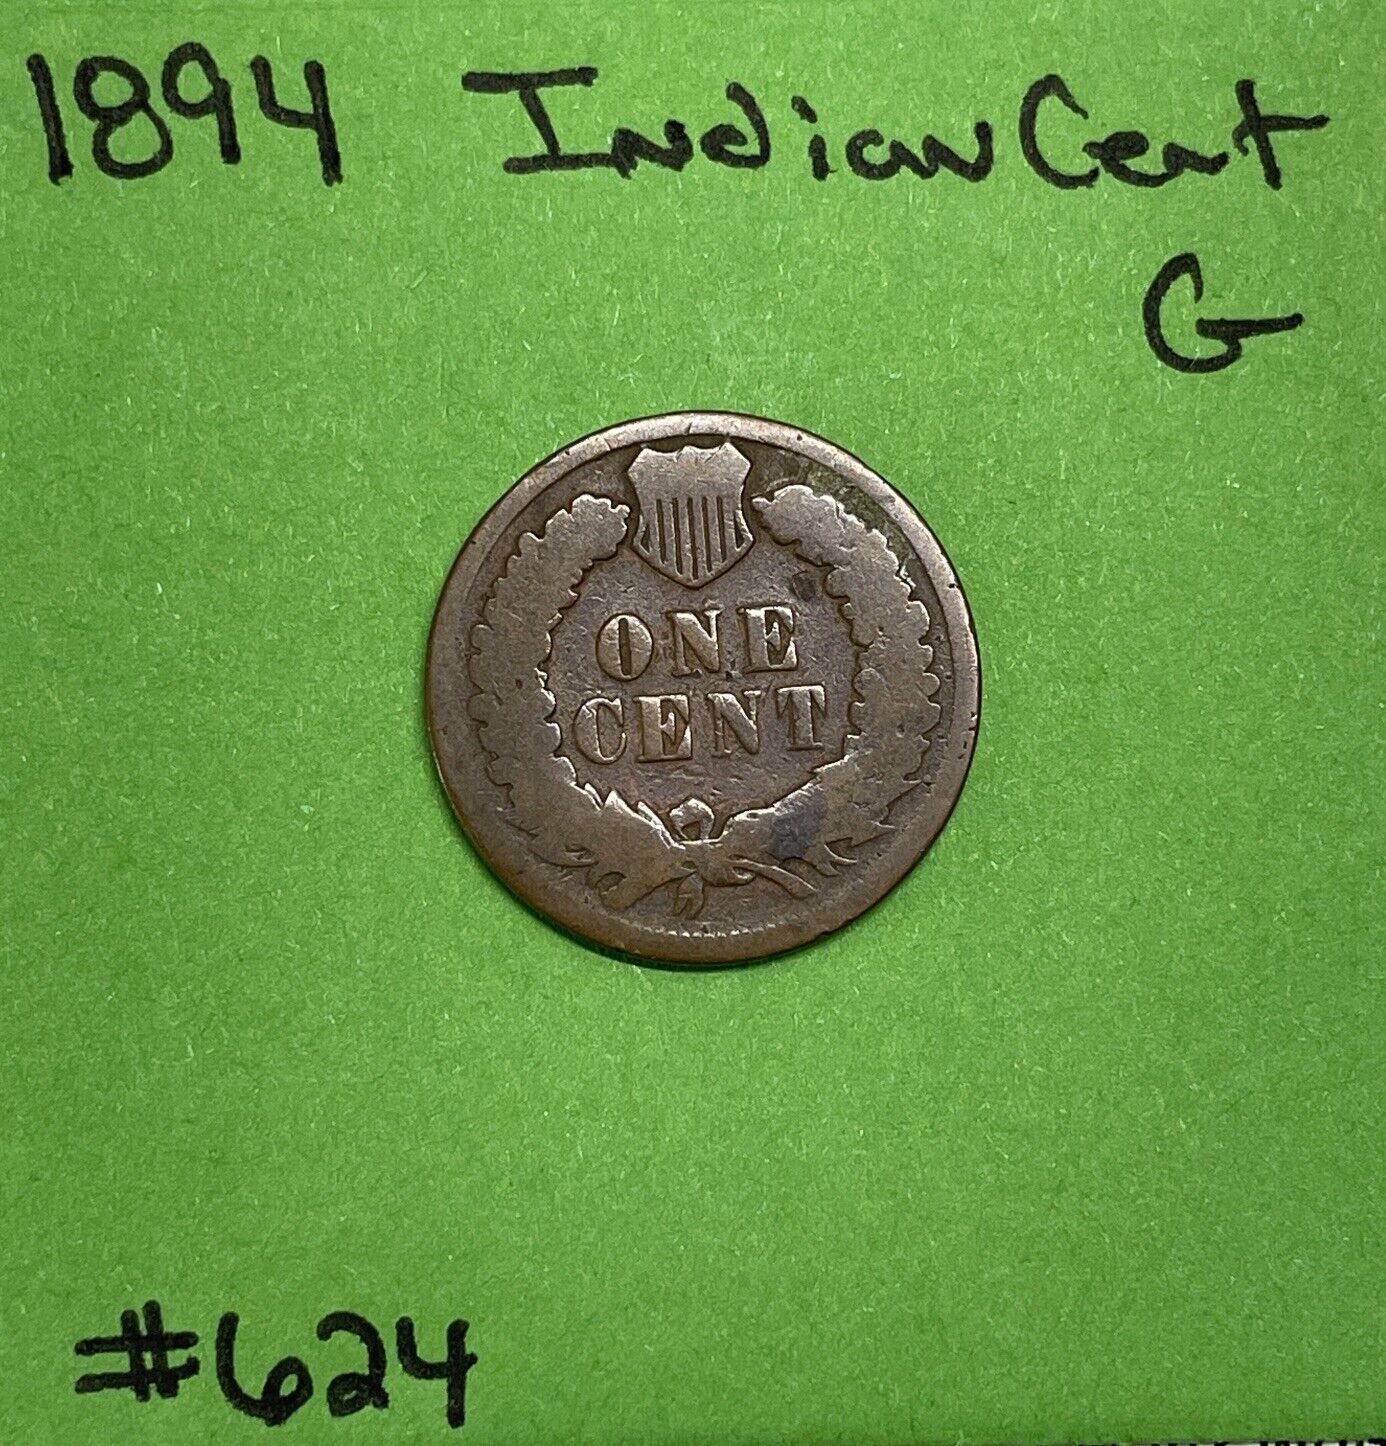 1894 Indian Cent
G
ONE
CENT
#624